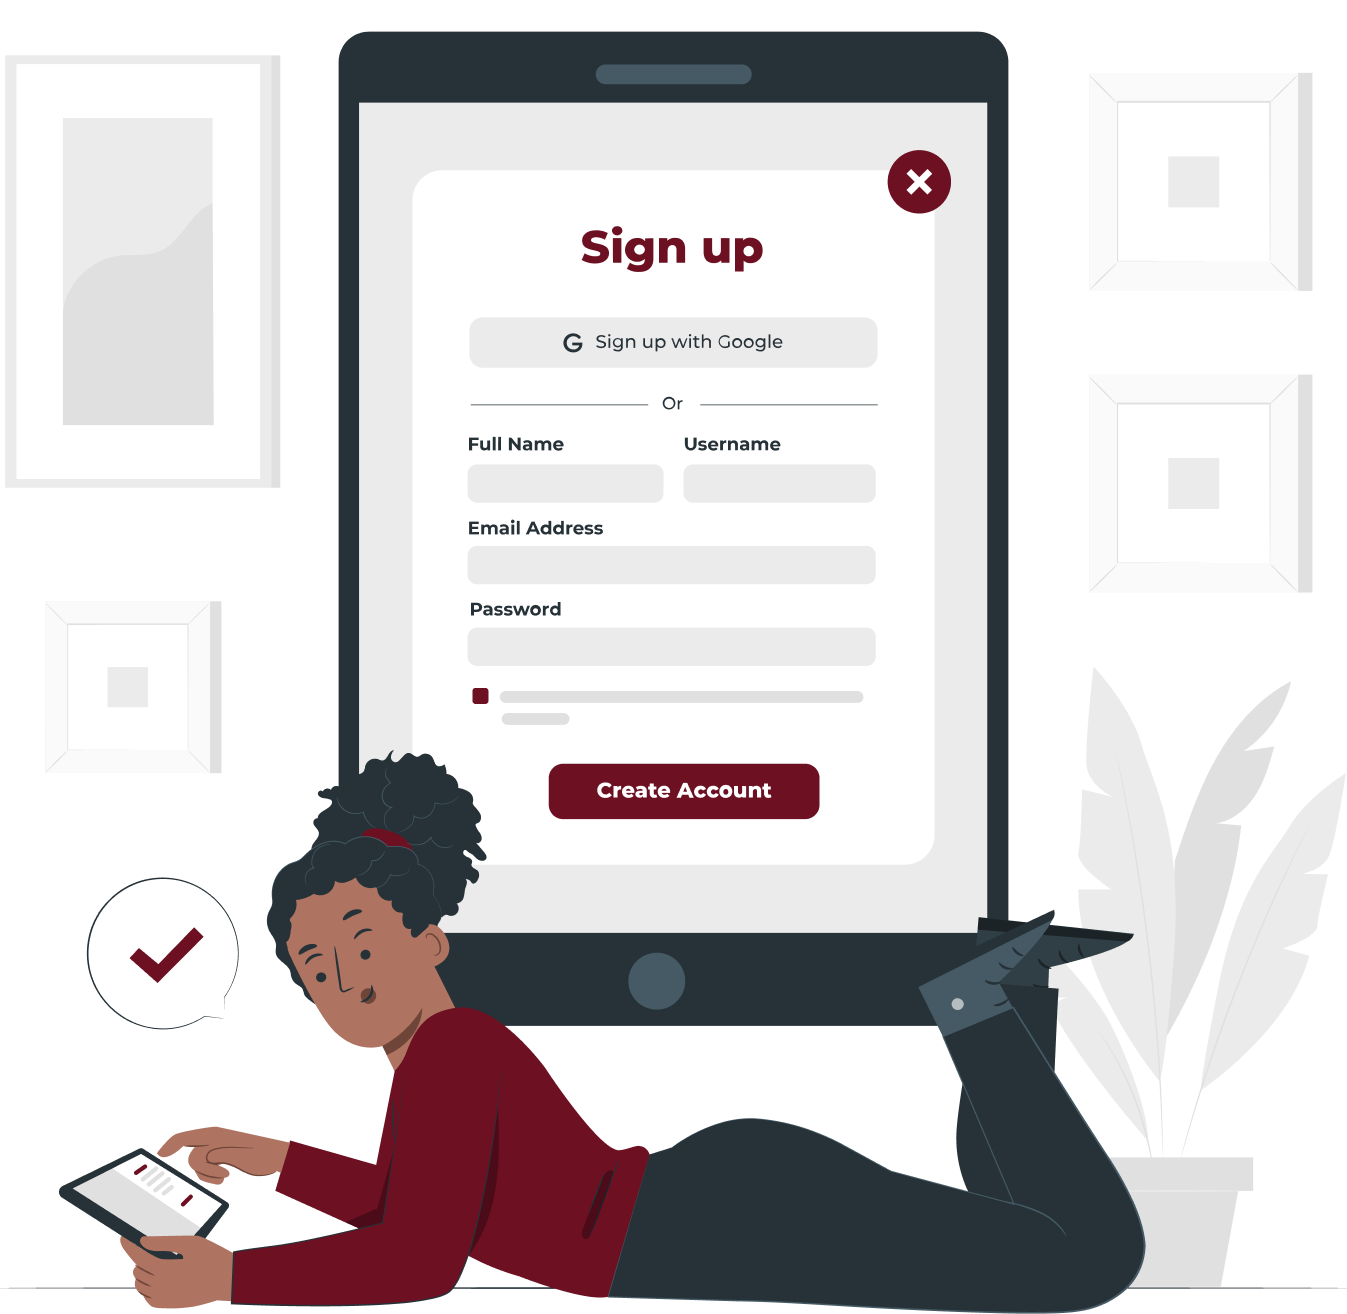 Sign up
G Sign up with Google
Or
Full Name Username
Email Address
Password
Create Account